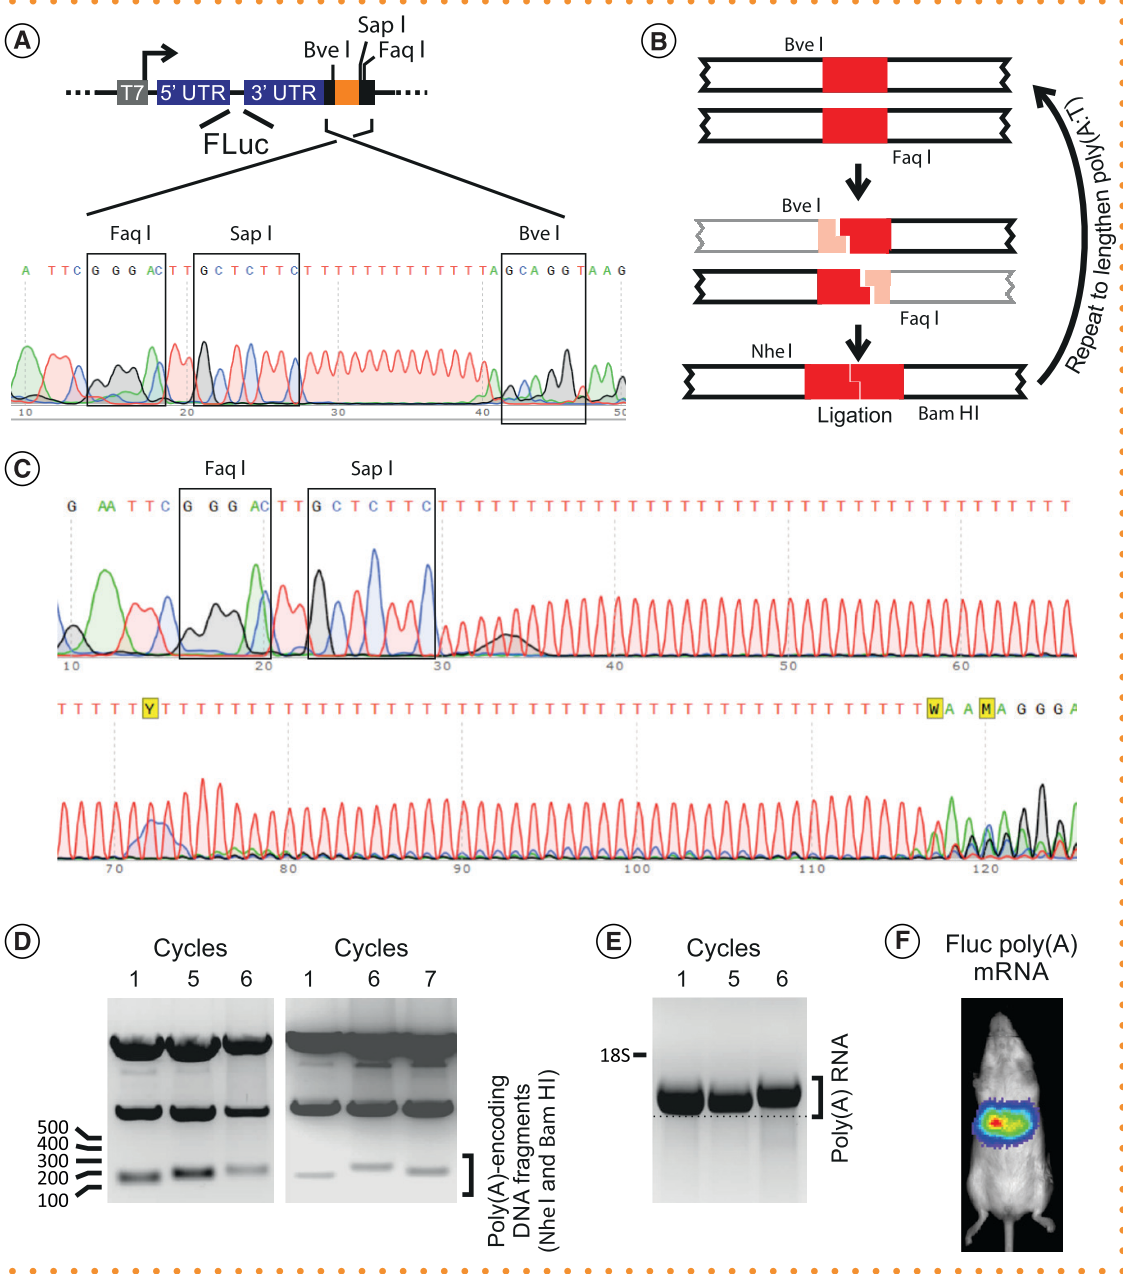 A
Sap I
Bve I
Faq I
T7
5' UTR
3' UTR
FLuc
Faq I
Sap I
Bve I
A T T C G G G A C T T G C T C T T C T T T T T T T T T T T T T A G C A G G T A A G
10 20 30 40 50
B
Bve I
Faq I
Bve I
Faq I
Nhe I
Ligation
Bam HI
Repeat to lengthen poly(A:T)
C
Faq I
Sap I
G A A T T C G G G A C T T G C T C T T C T T T T T T T T T T T T T T T T T T T T T T T T T T T T T T T T T T T T T
10 20 30 40 50 60
T T T T T Y T T T T T T T T T T T T T T T T T T T T T T T T T T T T T T T T T T T T T T T T T T T W A A M A G G G A
70 80 90 100 110 120
D
Cycles
1 5 6
Cycles
1 6 7
500
400
300
200
100
Poly(A)-encoding
DNA fragments
(Nhe I and Bam HI)
E
Cycles
1 5 6
18S
Poly(A) RNA
F
Fluc poly(A)
mRNA